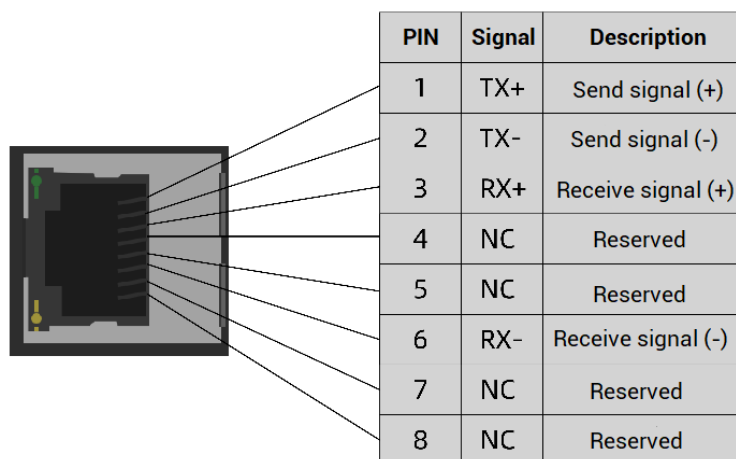 PIN Signal Description
1 TX+ Send signal (+)
2 TX- Send signal (-)
3 RX+ Receive signal (+)
4 NC Reserved
5 NC Reserved
6 RX- Receive signal (-)
7 NC Reserved
8 NC Reserved